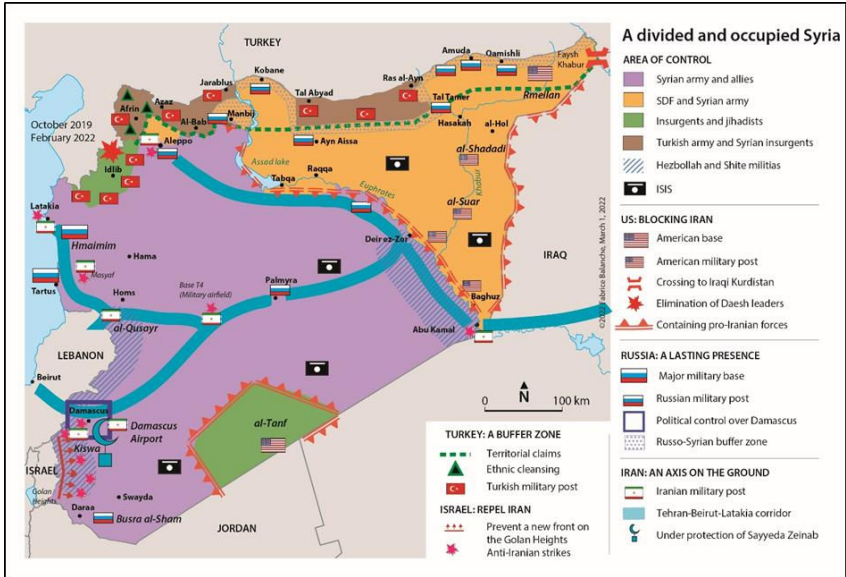 A divided and occupied Syria
AREA OF CONTROL
Syrian army and allies
SDF and Syrian army
Insurgents and jihadists
Turkish army and Syrian insurgents
Hezbollah and Shite militias
ISIS
US: BLOCKING IRAN
American base
American military post
Crossing to Iraqi Kurdistan
Elimination of Daesh leaders
Containing pro-Iranian forces
RUSSIA: A LASTING PRESENCE
Major military base
Russian military post
Political control over Damascus
Russo-Syrian buffer zone
IRAN: AN AXIS ON THE GROUND
Iranian military post
Tehran-Beirut-Latakia corridor
Under protection of Sayyeda Zeinab
TURKEY: A BUFFER ZONE
Territorial claims
Ethnic cleansing
Turkish military post
ISRAEL: REPEL IRAN
Prevent a new front on
the Golan Heights
Anti-Iranian strikes
TURKEY
Amuda
Qamishli
Faysh
Khabur
Kobane
Jarablus
Tal Abyad
Ras al-Ayn
Rmeilan
Azaz
Afrin
Al-Bab
Manbij
Tal Tamer
Hasakah
al-Hol
October 2019
February 2022
Aleppo
Ayn Aissa
al-Shadadi
Idlib
Assad lake
Raqqa
Tabqa
Euphrates
Khabur
al-Suar
Latakia
Hmaimim
Deir ez-Zor
IRAQ
Hama
Masyaf
Base T4
(Military airfield)
Palmyra
Baghuz
Tartus
Homs
al-Qusayr
Abu Kamal
LEBANON
Beirut
0 100 km
N
Damascus
Damascus
Airport
al-Tanf
Kiswa
ISRAEL
Golan
Heights
Swayda
Daraa
Busra al-Sham
JORDAN
©2022 Fabrice Balanche, March 1, 2022